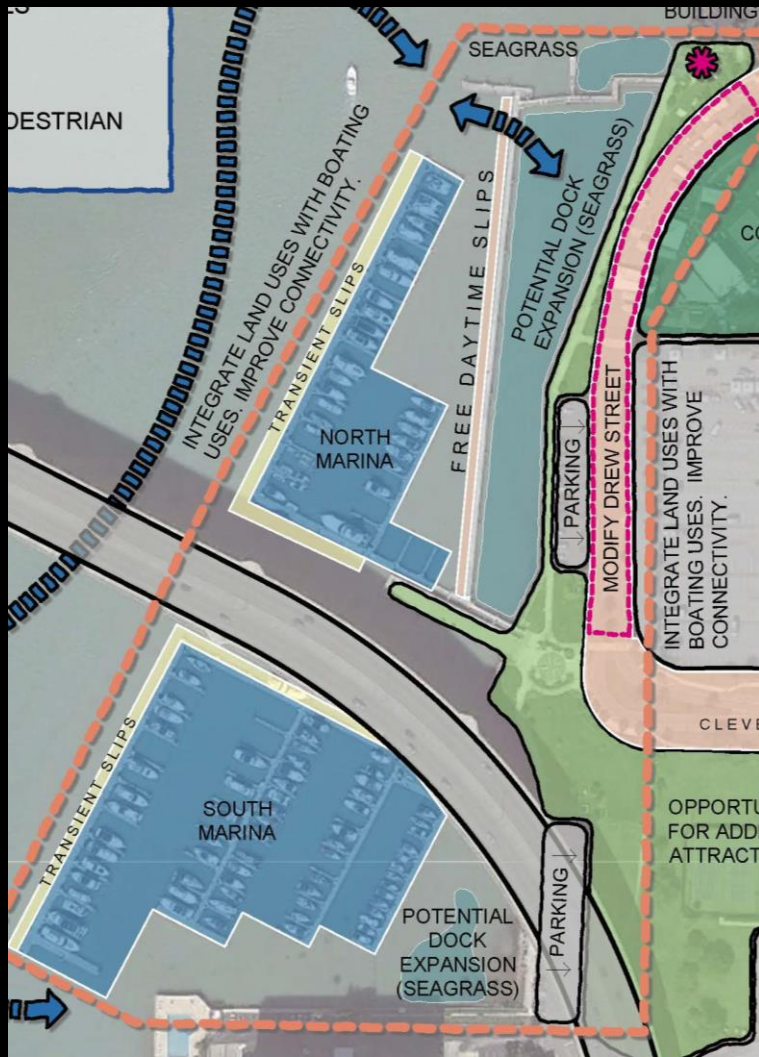 BUILDING
SEAGRASS
DESTRIAN
INTEGRATE LAND USES WITH BOATING
USES. IMPROVE CONNECTIVITY.
TRANSIENT SLIPS
FREE DAYTIME SLIPS
POTENTIAL DOCK
EXPANSION (SEAGRASS)
NORTH
MARINA
PARKING
MODIFY DREW STREET
INTEGRATE LAND USES WITH
BOATING USES. IMPROVE
CONNECTIVITY.
CO
CLEVE
TRANSIENT SLIPS
SOUTH
MARINA
OPPORTU
FOR ADDI
ATTRACT
POTENTIAL
DOCK
EXPANSION
(SEAGRASS)
PARKING